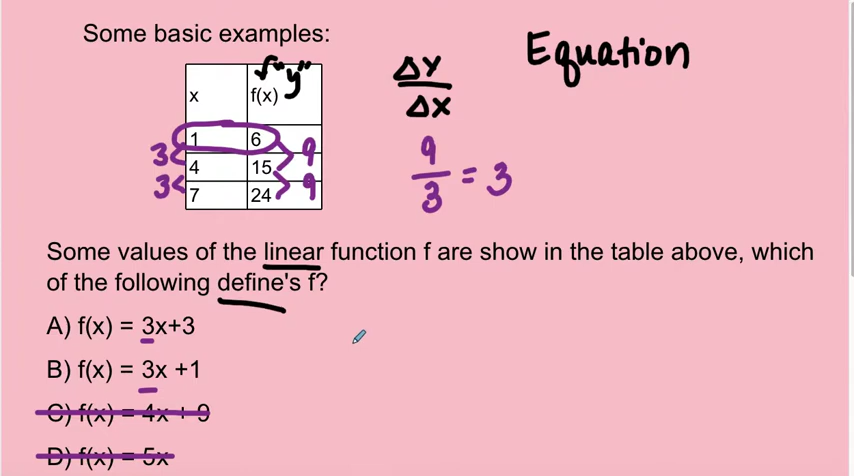 Some basic examples:
Equation
"y"
x f(x)
1 6
4 15
7 24
3 9
3 9
ΔY
ΔX
9
3 = 3
Some values of the linear function f are show in the table above, which
of the following define's f?
A) f(x) = 3x+3
B) f(x) = 3x +1
C) f(x) = 4x + 9
D) f(x) = 5x